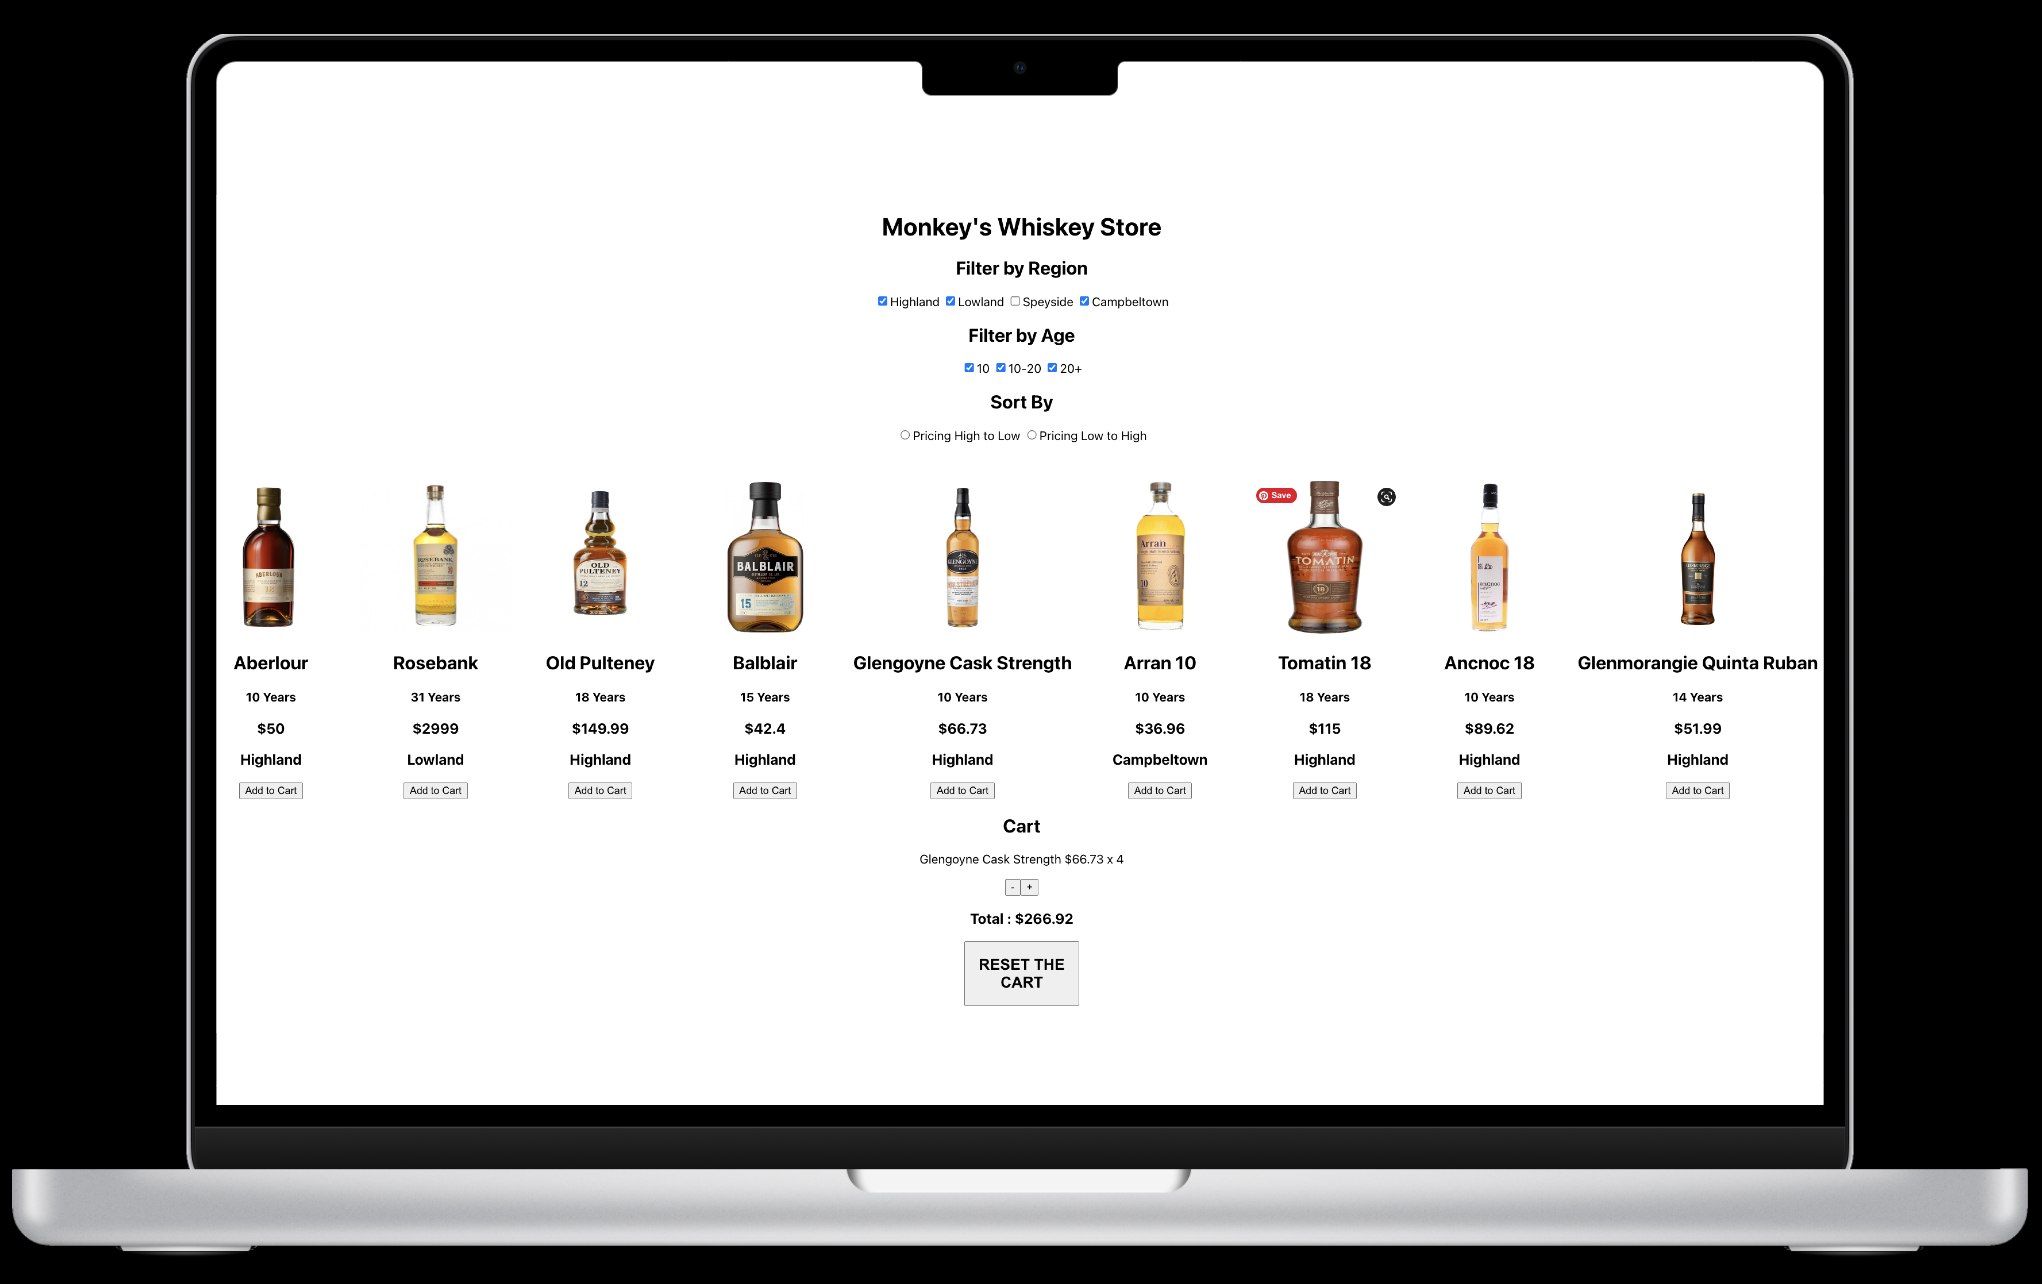 Monkey's Whiskey Store
Filter by Region
Highland Lowland Speyside Campbeltown
Filter by Age
10 10-20 20+
Sort By
Pricing High to Low Pricing Low to High
Save
ABERLOUR
ROSEBANK
OLD PULTENEY 12
BALBLAIR 15
GLENGOYNE
Arran 10
TOMATIN 18
Aberlour Rosebank Old Pulteney Balblair Glengoyne Cask Strength Arran 10 Tomatin 18 Ancnoc 18 Glenmorangie Quinta Ruban
10 Years 31 Years 18 Years 15 Years 10 Years 10 Years 18 Years 10 Years 14 Years
$50 $2999 $149.99 $42.4 $66.73 $36.96 $115 $89.62 $51.99
Highland Lowland Highland Highland Highland Campbeltown Highland Highland Highland
Add to Cart Add to Cart Add to Cart Add to Cart Add to Cart Add to Cart Add to Cart Add to Cart Add to Cart
Cart
Glengoyne Cask Strength $66.73 x 4
- +
Total : $266.92
RESET THE
CART